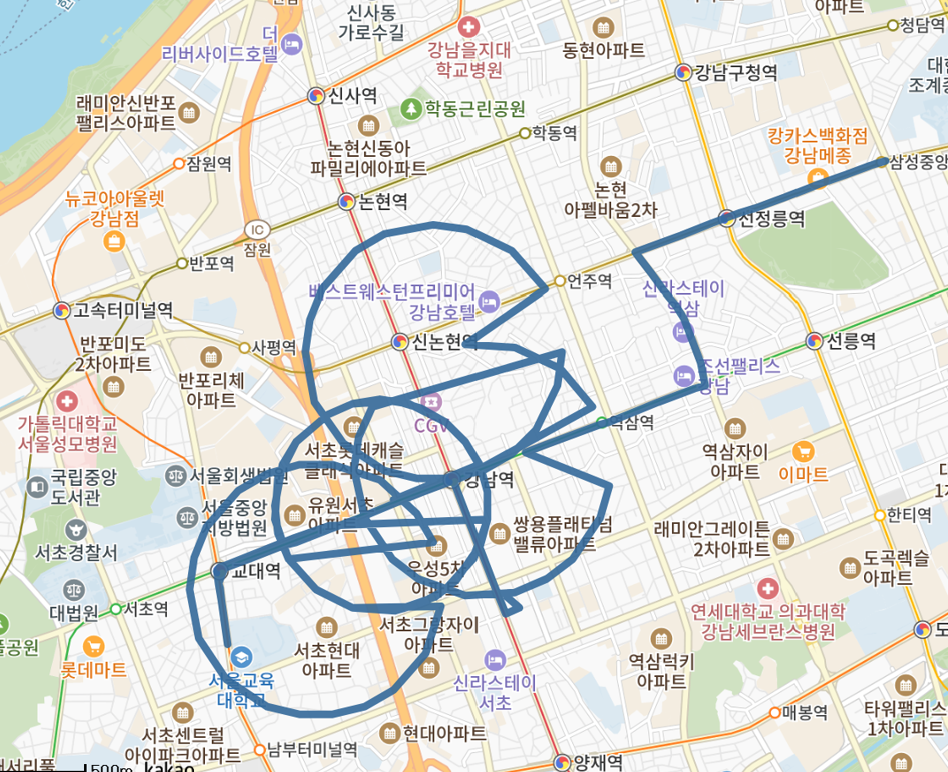 신사동
가로수길
더
리버사이드호텔
강남을지대
학교병원
동현아파트
아파트
청담역
강남구청역
대한
조계종
래미안신반포
팰리스아파트
신사역
학동근린공원
학동역
캉카스백화점
강남메종
삼성중앙
논현신동아
파밀리에아파트
잠원역
논현
아펠바움2차
뉴코아아울렛
강남점
논현역
선정릉역
IC
잠원
반포역
언주역
베스트웨스턴프리미어
강남호텔
신라스테이
역삼
고속터미널역
반포미도
2차아파트
사평역
신논현역
선릉역
반포리체
아파트
조선팰리스
강남
CGV
가톨릭대학교
서울성모병원
역삼역
서초롯데캐슬
클래식아파트
역삼자이
아파트
이마트
국립중앙
도서관
서울회생법원
강남역
유원서초
아파트
서울중앙
지방법원
쌍용플래티넘
밸류아파트
래미안그레이튼
2차아파트
한티역
서초경찰서
우성5차
아파트
교대역
도곡렉슬
아파트
대법원
서초역
연세대학교 의과대학
강남세브란스병원
서초그랑자이
아파트
서초현대
아파트
롯데마트
서울교육
대학교
신라스테이
서초
역삼럭키
아파트
타워팰리스
1차아파트
매봉역
서초센트럴
아이파크아파트
현대아파트
남부터미널역
양재역
서리풀
500m
kakao